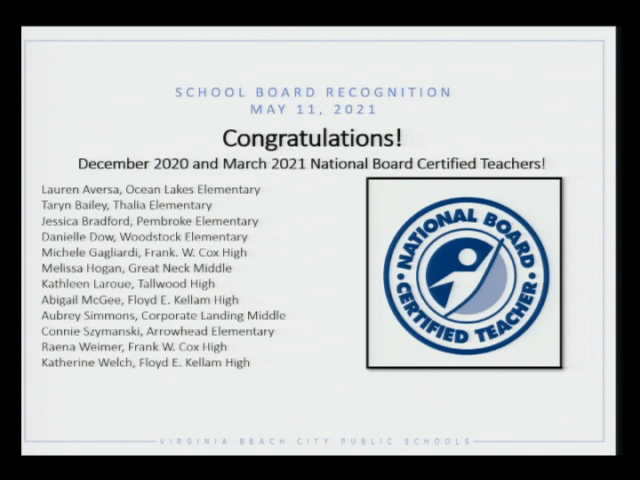 SCHOOL BOARD RECOGNITION
MAY 11, 2021
Congratulations!
December 2020 and March 2021 National Board Certified Teachers!
Lauren Aversa, Ocean Lakes Elementary
Taryn Bailey, Thalia Elementary
Jessica Bradford, Pembroke Elementary
Danielle Dow, Woodstock Elementary
Michele Gagliardi, Frank. W. Cox High
Melissa Hogan, Great Neck Middle
Kathleen Laroue, Tallwood High
Abigail McGee, Floyd E. Kellam High
Aubrey Simmons, Corporate Landing Middle
Connie Szymanski, Arrowhead Elementary
Raena Weimer, Frank W. Cox High
Katherine Welch, Floyd E. Kellam High
NATIONAL BOARD
CERTIFIED TEACHER
VIRGINIA BEACH CITY PUBLIC SCHOOLS